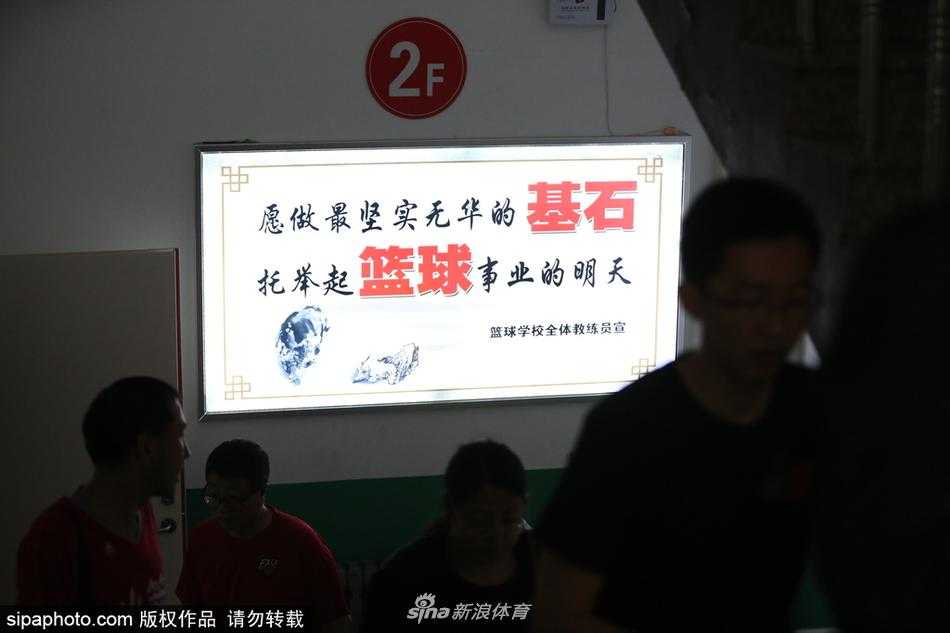 2F
愿做最坚实无华的基石
托举起篮球事业的明天
篮球学校全体教练员宣
sina新浪体育
sipaphoto.com 版权作品 请勿转载